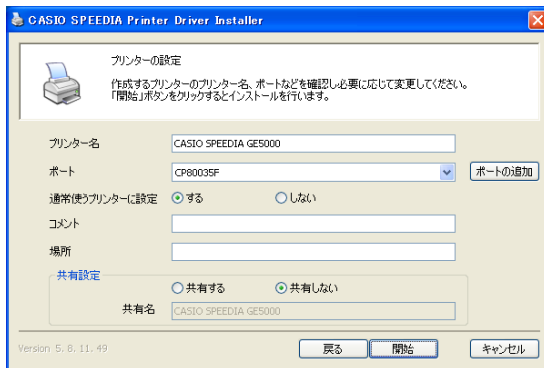 CASIO SPEEDIA Printer Driver Installer
プリンターの設定
作成するプリンターのプリンター名、ポートなどを確認し必要に応じて変更してください。
「開始」ボタンをクリックするとインストールを行います。
プリンター名 CASIO SPEEDIA GE5000
ポート CP80035F ポートの追加
通常使うプリンターに設定 する しない
コメント
場所
共有設定
共有する 共有しない
共有名 CASIO SPEEDIA GE5000
Version 5. 8. 11. 49 戻る 開始 キャンセル